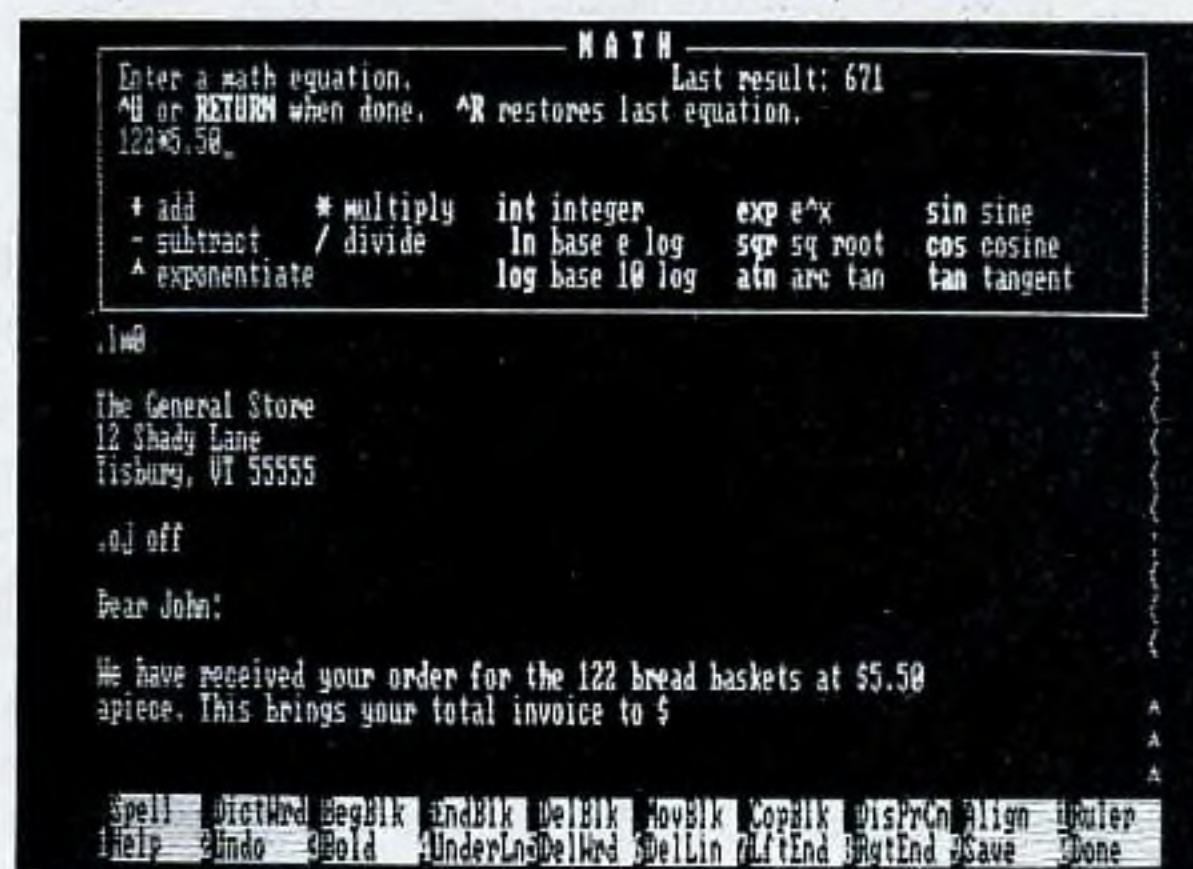 MATH
Enter a math equation. Last result: 671
^U or RETURN when done. ^R restores last equation.
122*5.50_
+ add * multiply int integer exp e^x sin sine
- subtract / divide ln base e log sqr sq root cos cosine
^ exponentiate log base 10 log atn arc tan tan tangent
.lm0
The General Store
12 Shady Lane
Tisbury, VT 55555
.oj off
Dear John:
We have received your order for the 122 bread baskets at $5.50
apiece. This brings your total invoice to $
Spell DictWrd BegBlk EndBlk DelBlk MovBlk CopBlk DisPrCn Align Ruler
1Help 2Undo 3Bold 4UnderLn 5DelWrd 6DelLin 7LftEnd 8RgtEnd 9Save Done